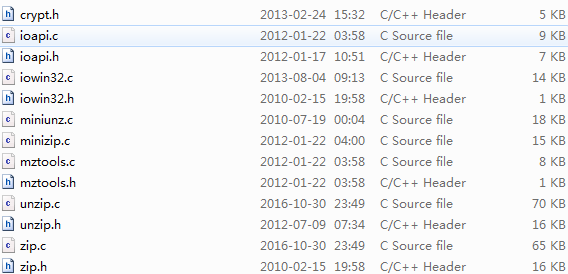 crypt.h 2013-02-24 15:32 C/C++ Header 5 KB
ioapi.c 2012-01-22 03:58 C Source file 9 KB
ioapi.h 2012-01-17 10:51 C/C++ Header 7 KB
iowin32.c 2013-08-04 09:13 C Source file 14 KB
iowin32.h 2010-02-15 19:58 C/C++ Header 1 KB
miniunz.c 2010-07-19 00:04 C Source file 18 KB
minizip.c 2012-01-22 04:00 C Source file 15 KB
mztools.c 2012-01-22 03:58 C Source file 8 KB
mztools.h 2012-01-22 03:58 C/C++ Header 1 KB
unzip.c 2016-10-30 23:49 C Source file 70 KB
unzip.h 2012-07-09 07:34 C/C++ Header 16 KB
zip.c 2016-10-30 23:49 C Source file 65 KB
zip.h 2010-02-15 19:58 C/C++ Header 16 KB